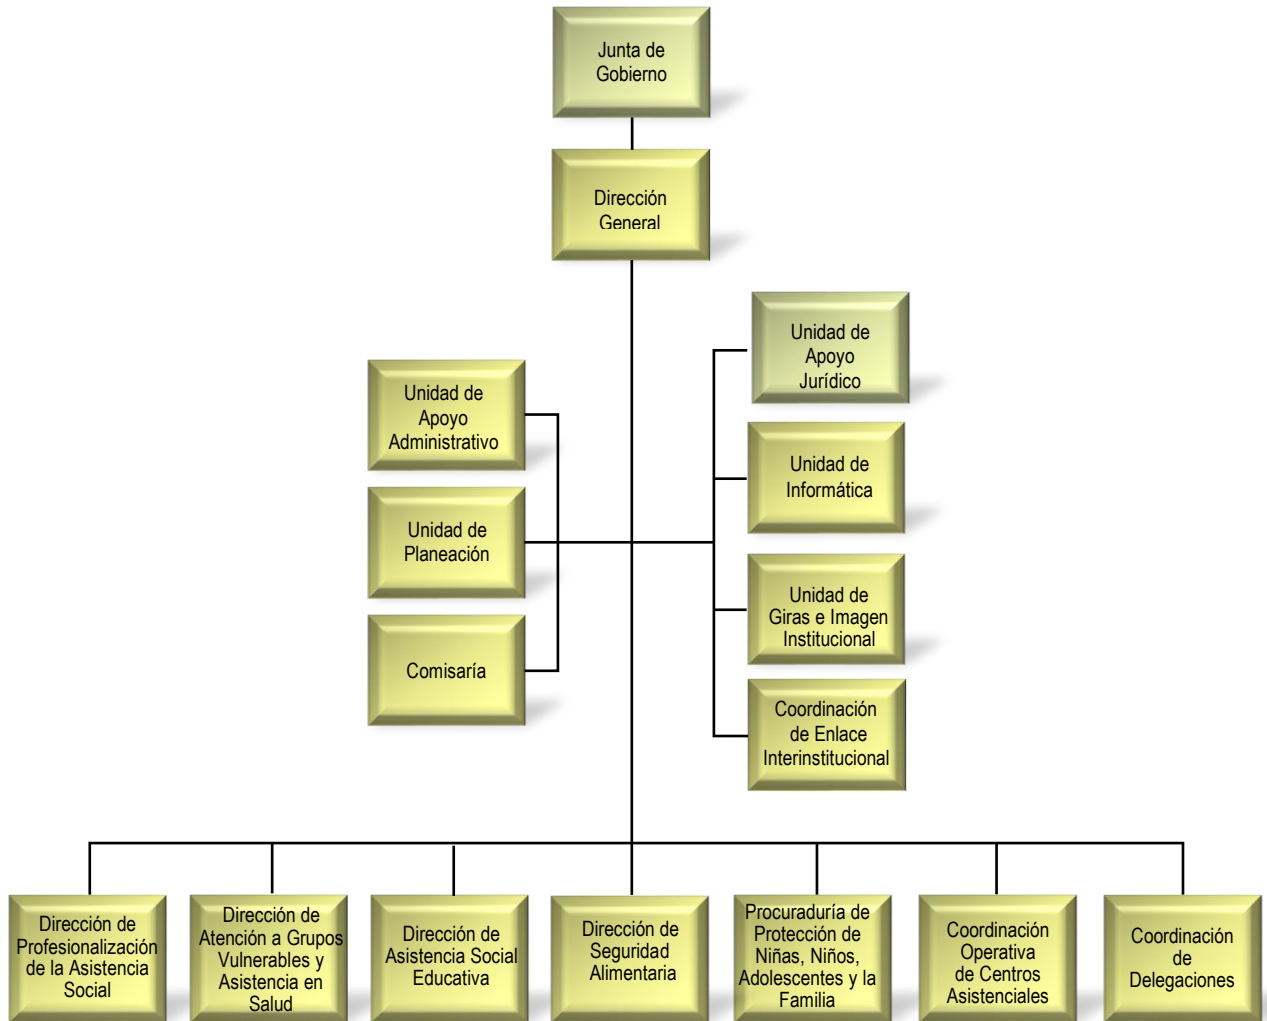 Junta de
Gobierno
Dirección
General
Unidad de
Apoyo
Jurídico
Unidad de
Apoyo
Administrativo
Unidad de
Informática
Unidad de
Planeación
Unidad de
Giras e Imagen
Institucional
Comisaría
Coordinación
de Enlace
Interinstitucional
Dirección de
Profesionalización
de la Asistencia
Social
Dirección de
Atención a Grupos
Vulnerables y
Asistencia en
Salud
Dirección de
Asistencia Social
Educativa
Dirección de
Seguridad
Alimentaria
Procuraduría de
Protección de
Niñas, Niños,
Adolescentes y la
Familia
Coordinación
Operativa
de Centros
Asistenciales
Coordinación
de
Delegaciones